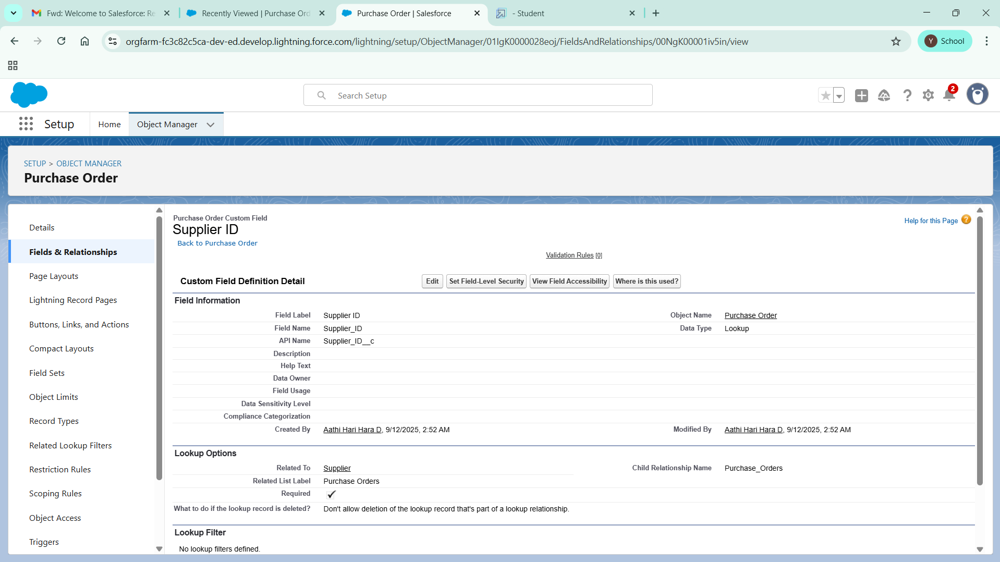 Fwd: Welcome to Salesforce: Re
Recently Viewed | Purchase Ord
Purchase Order | Salesforce
- Student
orgfarm-fc3c82c5ca-dev-ed.develop.lightning.force.com/lightning/setup/ObjectManager/01IgK0000028eoj/FieldsAndRelationships/00NgK00001iv5in/view
Y School
Search Setup
2
Setup
Home
Object Manager
SETUP > OBJECT MANAGER
Purchase Order
Details
Fields & Relationships
Page Layouts
Lightning Record Pages
Buttons, Links, and Actions
Compact Layouts
Field Sets
Object Limits
Record Types
Related Lookup Filters
Restriction Rules
Scoping Rules
Object Access
Triggers
Purchase Order Custom Field
Supplier ID
Back to Purchase Order
Help for this Page ?
Validation Rules [0]
Custom Field Definition Detail
Edit
Set Field-Level Security
View Field Accessibility
Where is this used?
Field Information
Field Label Supplier ID Object Name Purchase Order
Field Name Supplier_ID Data Type Lookup
API Name Supplier_ID__c
Description
Help Text
Data Owner
Field Usage
Data Sensitivity Level
Compliance Categorization
Created By Aathi Hari Hara D, 9/12/2025, 2:52 AM Modified By Aathi Hari Hara D, 9/12/2025, 2:52 AM
Lookup Options
Related To Supplier Child Relationship Name Purchase_Orders
Related List Label Purchase Orders
Required
What to do if the lookup record is deleted? Don't allow deletion of the lookup record that's part of a lookup relationship.
Lookup Filter
No lookup filters defined.